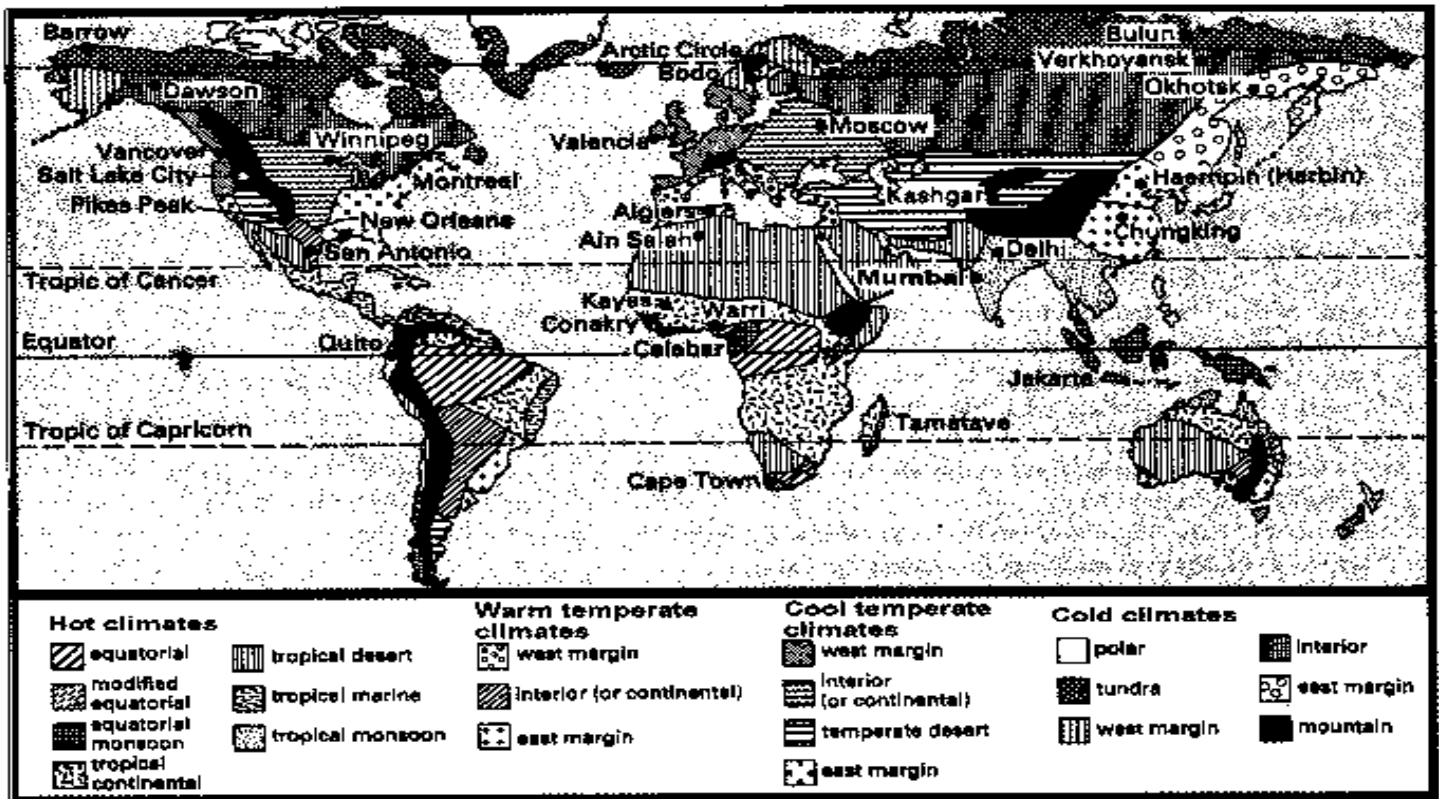 Barrow
Arctic Circle
Bodo
Bulun
Verkhoyansk
Okhotsk
Dawson
Winnipeg
Valencia
Moscow
Vancover
Salt Lake City
Pikes Peak
Montreal
New Orleans
San Antonio
Algiers
Ain Salah
Kashgar
Haerhpin (Harbin)
Chungking
Delhi
Mumbai
Tropic of Cancer
Kayes
Warri
Conakry
Calabar
Equator
Quito
Jakarta
Tropic of Capricorn
Tamatave
Cape Town
Hot climates
equatorial
modified
equatorial
equatorial
monsoon
tropical
continental
tropical desert
tropical marine
tropical monsoon
Warm temperate
climates
west margin
interior (or continental)
east margin
Cool temperate
climates
west margin
interior
(or continental)
temperate desert
east margin
Cold climates
polar
tundra
west margin
interior
east margin
mountain